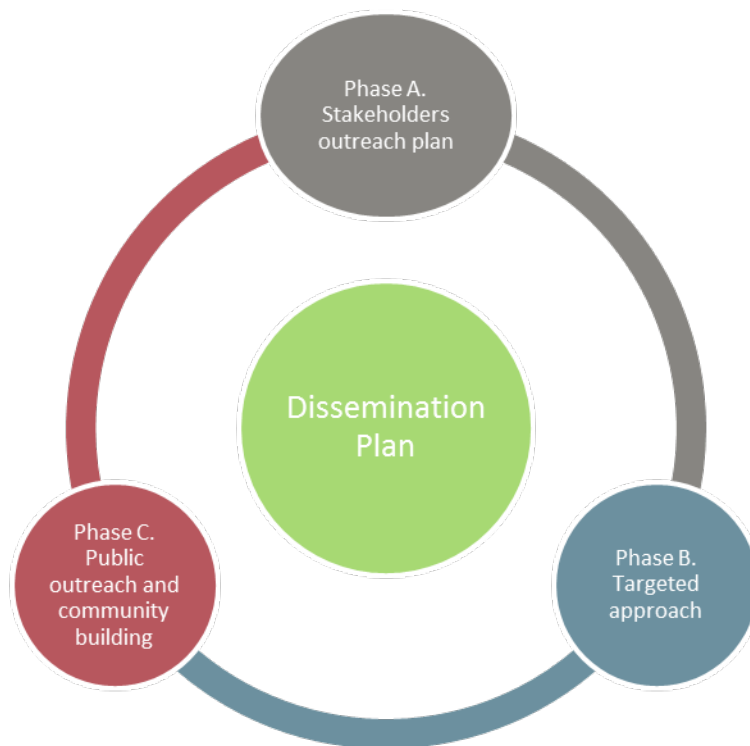 Phase A.
Stakeholders
outreach plan
Dissemination
Plan
Phase C.
Public
outreach and
community
building
Phase B.
Targeted
approach